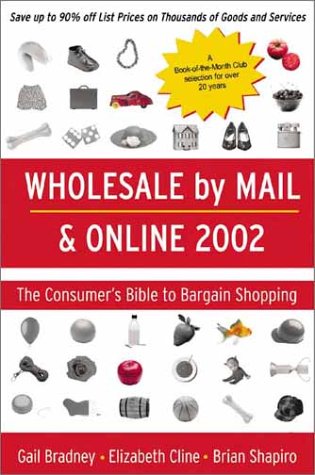 Save up to 90% off List Prices on Thousands of Goods and Services
A
Book-of-the-Month Club
selection for over
20 years
WHOLESALE by MAIL
& ONLINE 2002
The Consumer's Bible to Bargain Shopping
Gail Bradney • Elizabeth Cline • Brian Shapiro